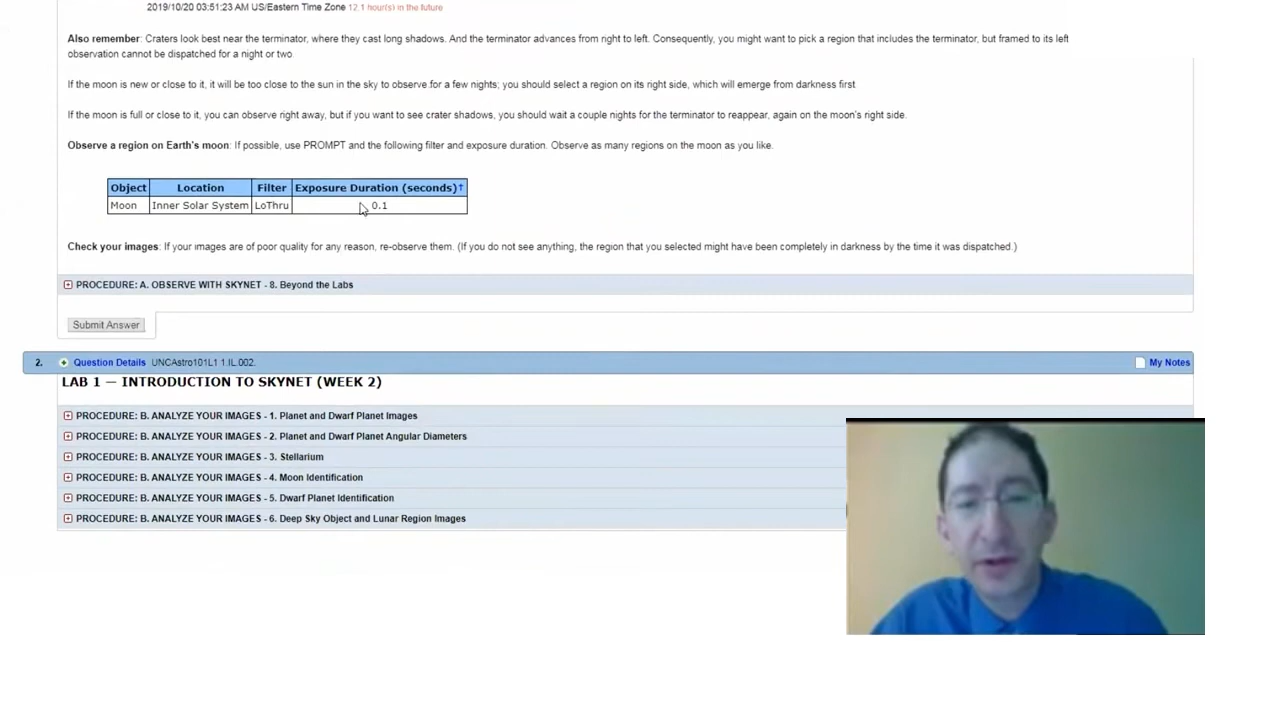 2019/10/20 03:51:23 AM US/Eastern Time Zone 12.1 hour(s) in the future
Also remember: Craters look best near the terminator, where they cast long shadows. And the terminator advances from right to left. Consequently, you might want to pick a region that includes the terminator, but framed to its left
observation cannot be dispatched for a night or two
If the moon is new or close to it, it will be too close to the sun in the sky to observe for a few nights; you should select a region on its right side, which will emerge from darkness first
If the moon is full or close to it, you can observe right away, but if you want to see crater shadows, you should wait a couple nights for the terminator to reappear, again on the moon's right side.
Observe a region on Earth's moon: If possible, use PROMPT and the following filter and exposure duration. Observe as many regions on the moon as you like.
Object Location Filter Exposure Duration (seconds)†
Moon Inner Solar System LoThru 0.1
Check your images: If your images are of poor quality for any reason, re-observe them. (If you do not see anything, the region that you selected might have been completely in darkness by the time it was dispatched.)
PROCEDURE: A. OBSERVE WITH SKYNET - 8. Beyond the Labs
Submit Answer
2. Question Details UNCAstro101L1 1.IL.002. My Notes
LAB 1 — INTRODUCTION TO SKYNET (WEEK 2)
PROCEDURE: B. ANALYZE YOUR IMAGES - 1. Planet and Dwarf Planet Images
PROCEDURE: B. ANALYZE YOUR IMAGES - 2. Planet and Dwarf Planet Angular Diameters
PROCEDURE: B. ANALYZE YOUR IMAGES - 3. Stellarium
PROCEDURE: B. ANALYZE YOUR IMAGES - 4. Moon Identification
PROCEDURE: B. ANALYZE YOUR IMAGES - 5. Dwarf Planet Identification
PROCEDURE: B. ANALYZE YOUR IMAGES - 6. Deep Sky Object and Lunar Region Images